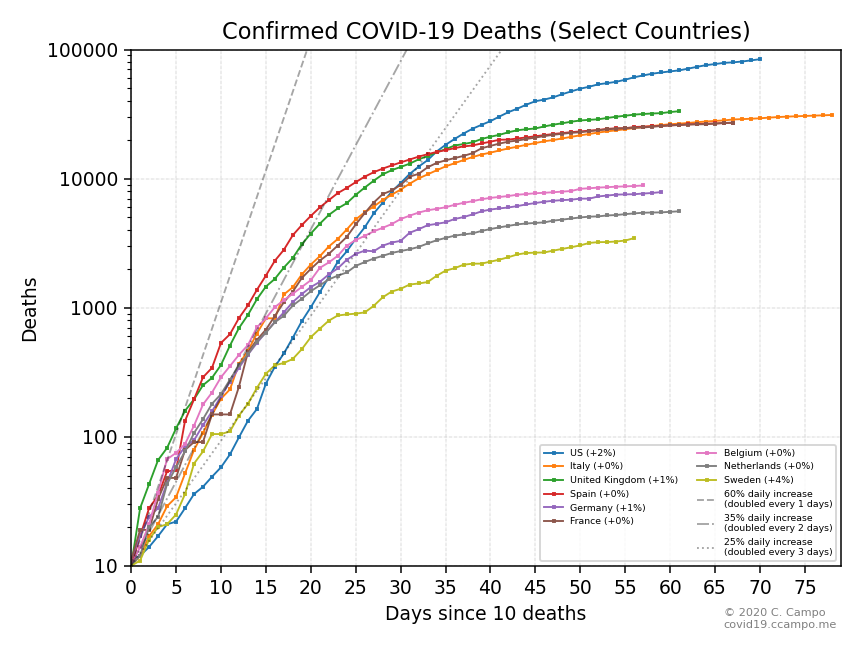 Confirmed COVID-19 Deaths (Select Countries)
Deaths
100000
10000
1000
100
10
0 5 10 15 20 25 30 35 40 45 50 55 60 65 70 75
Days since 10 deaths
US (+2%)
Italy (+0%)
United Kingdom (+1%)
Spain (+0%)
Germany (+1%)
France (+0%)
Belgium (+0%)
Netherlands (+0%)
Sweden (+4%)
60% daily increase
(doubled every 1 days)
35% daily increase
(doubled every 2 days)
25% daily increase
(doubled every 3 days)
© 2020 C. Campo
covid19.ccampo.me